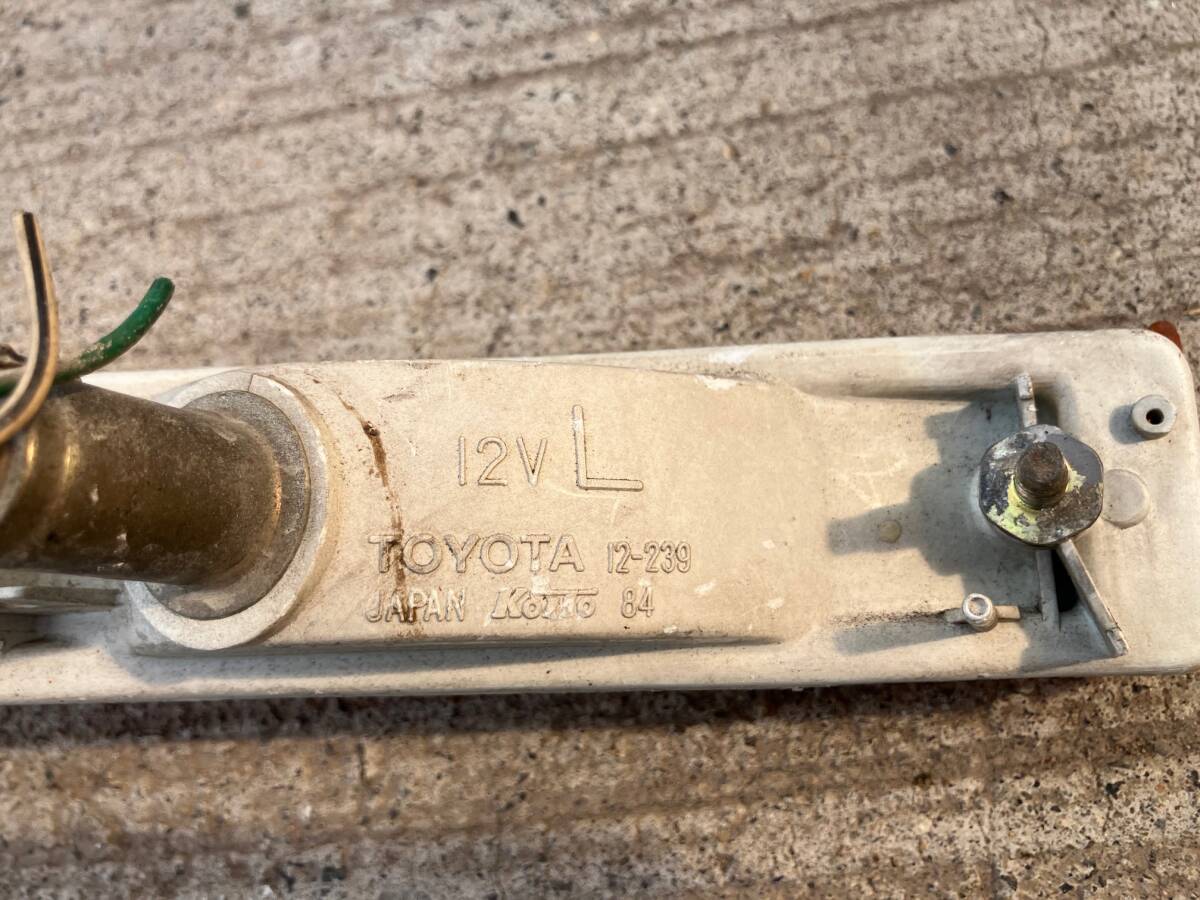 12V L
TOYOTA 12-239
JAPAN KOITO 84